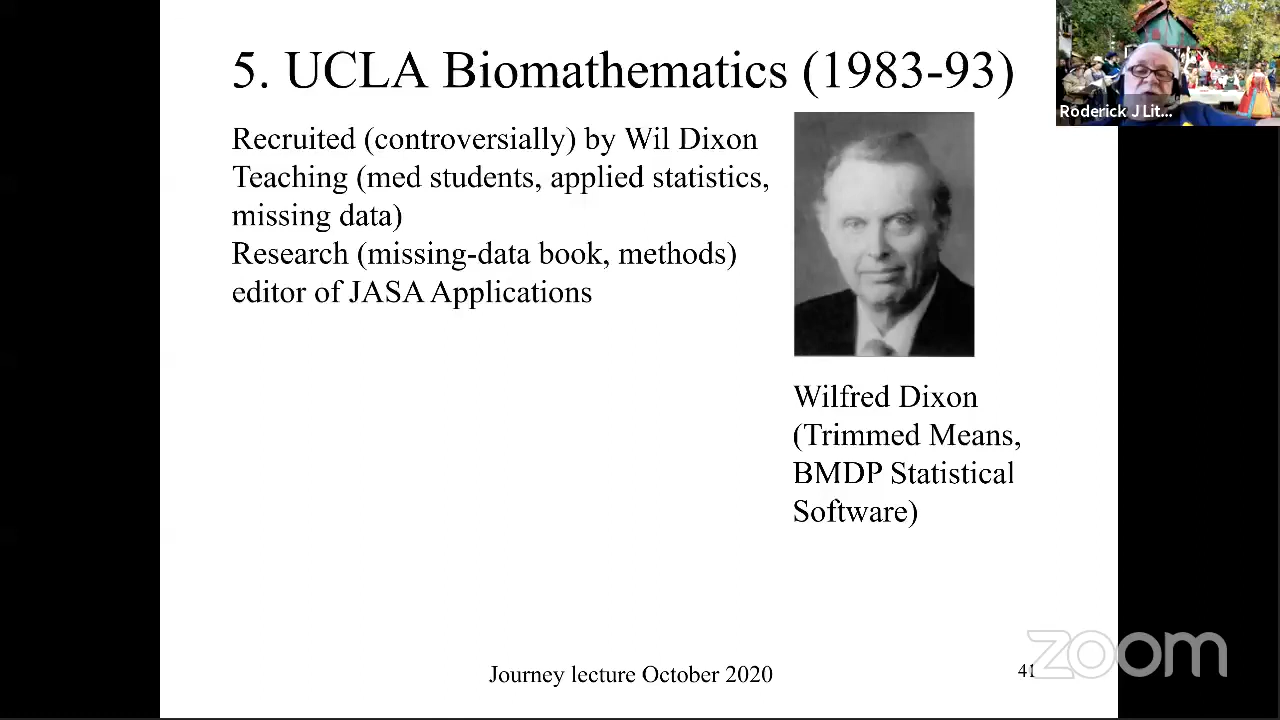 5. UCLA Biomathematics (1983-93)
Roderick J Lit...
Recruited (controversially) by Wil Dixon
Teaching (med students, applied statistics,
missing data)
Research (missing-data book, methods)
editor of JASA Applications
Wilfred Dixon
(Trimmed Means,
BMDP Statistical
Software)
Journey lecture October 2020
41
zoom